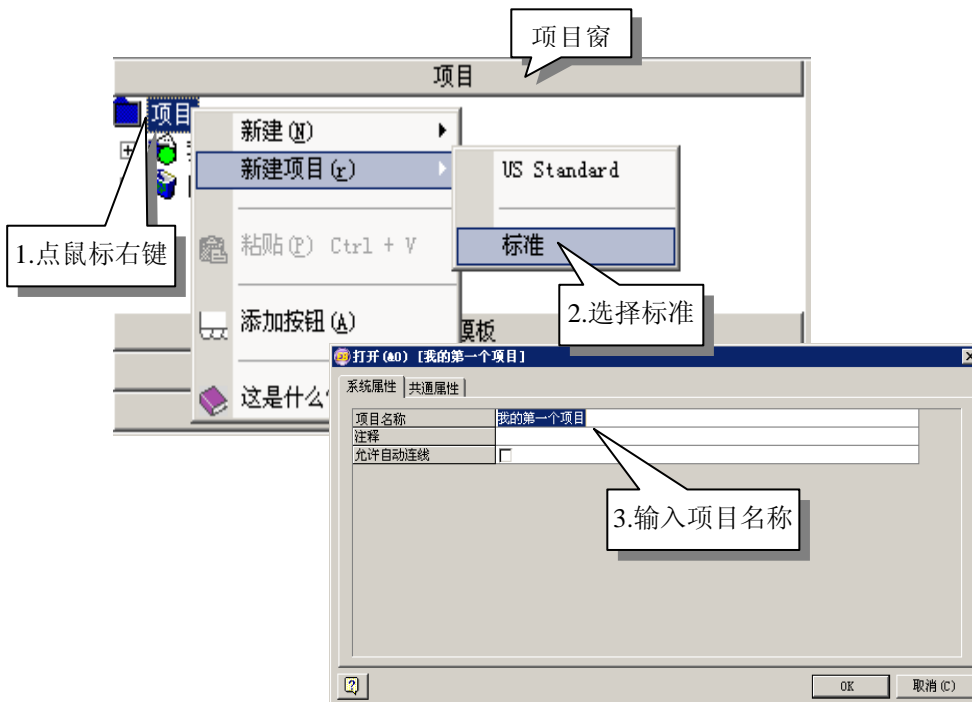 项目窗
项目
项目
新建(N)
新建项目(r)
US Standard
粘贴(P) Ctrl + V
标准
1.点鼠标右键
2.选择标准
添加按钮(A)
模板
打开(&O) [我的第一个项目]
这是什么
系统属性
共通属性
项目名称
我的第一个项目
注释
允许自动连线
3.输入项目名称
OK
取消(C)